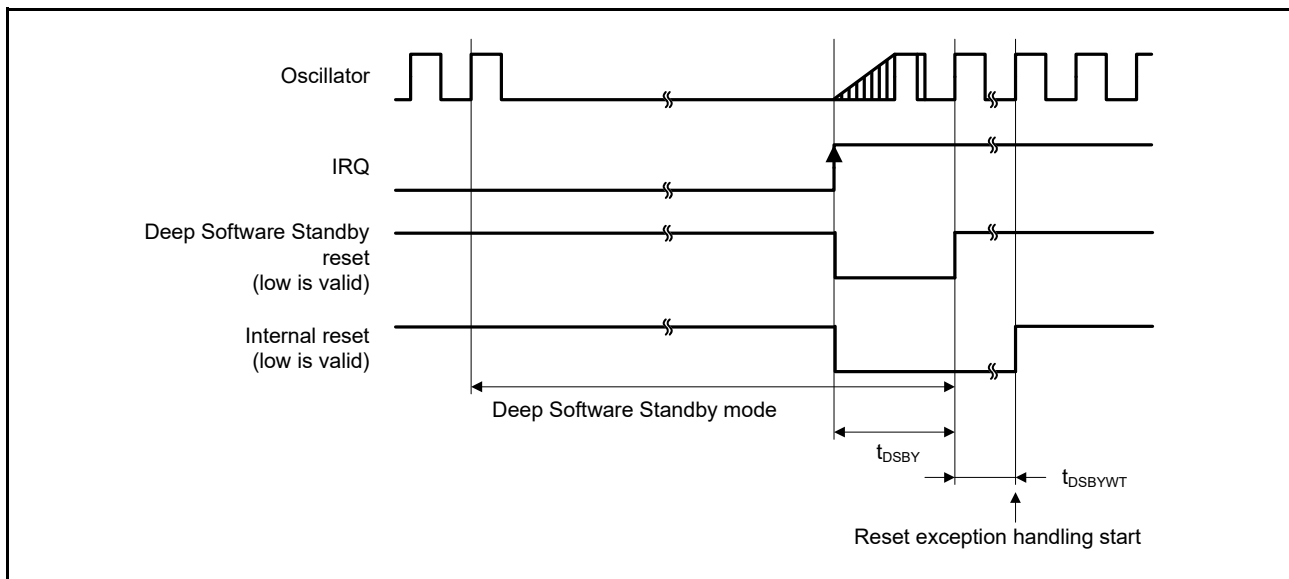 Oscillator
IRQ
Deep Software Standby
reset
(low is valid)
Internal reset
(low is valid)
Deep Software Standby mode
tDSBY
tDSBYWT
Reset exception handling start